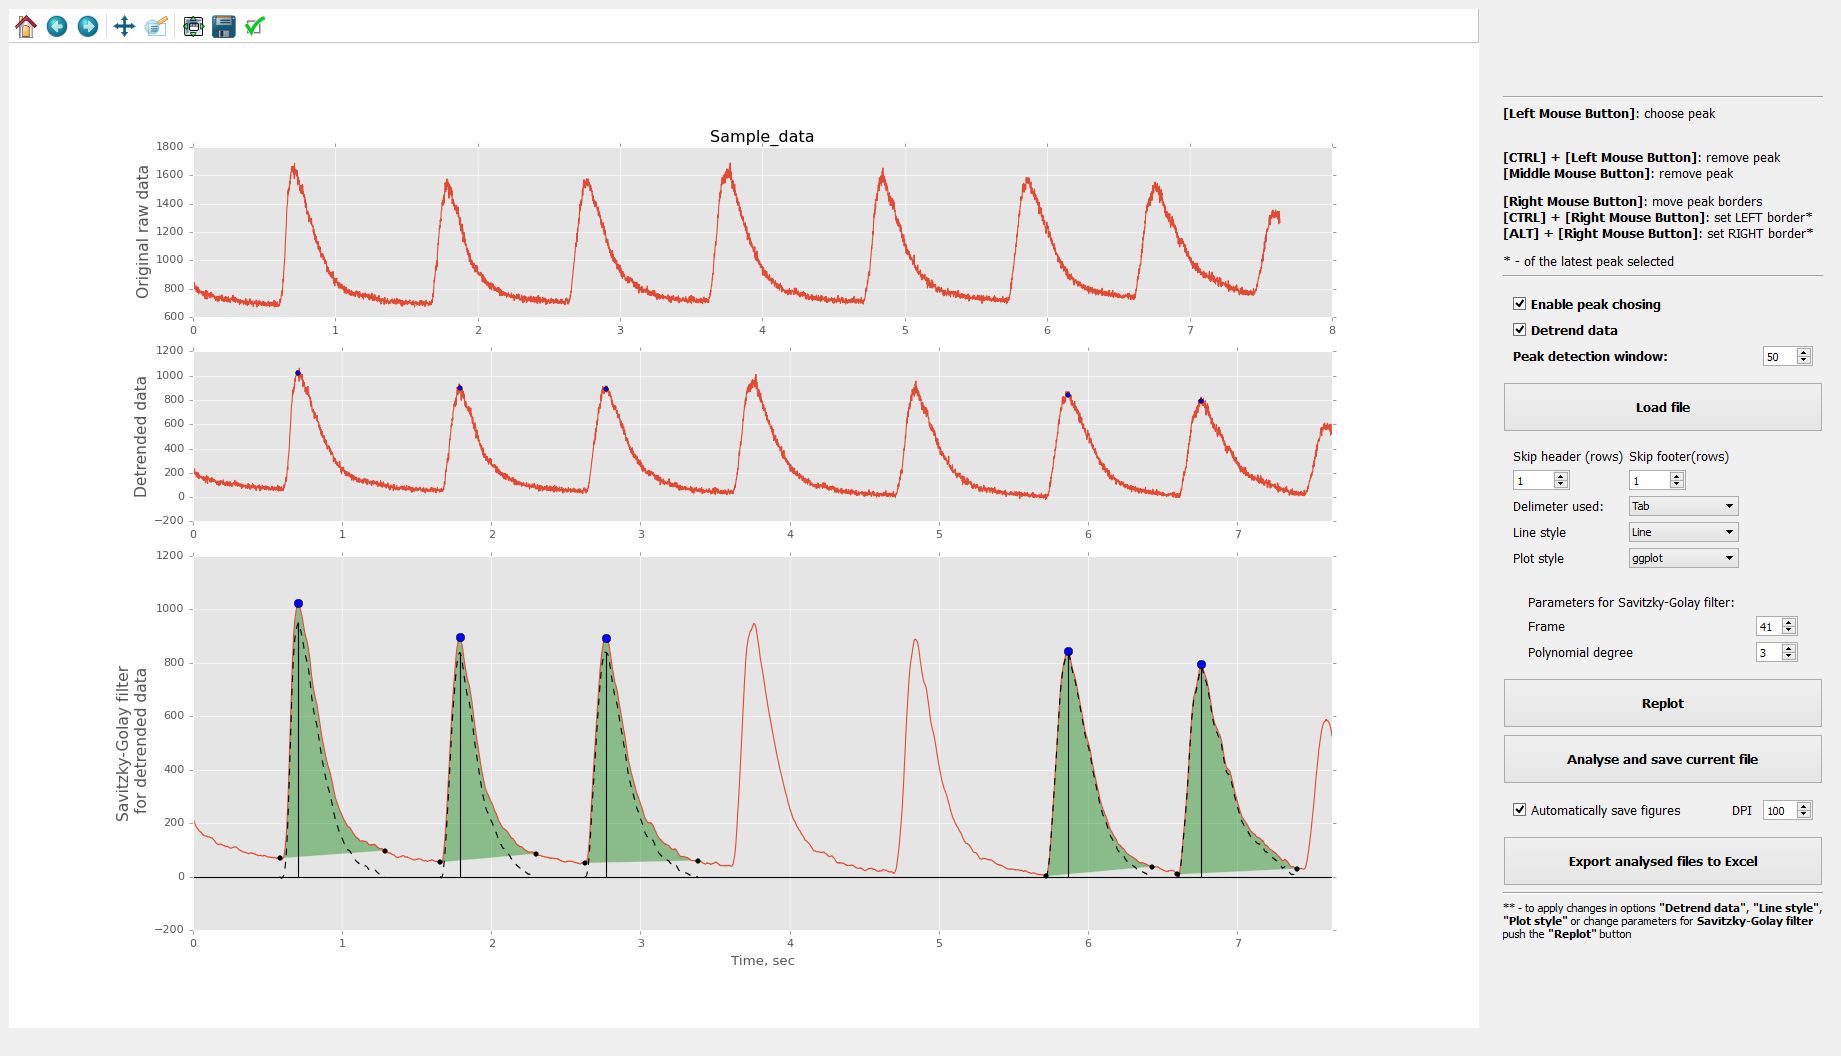 Sample_data
Original raw data
1800
1600
1400
1200
1000
800
600
0 1 2 3 4 5 6 7 8
Detrended data
1200
1000
800
600
400
200
0
−200
0 1 2 3 4 5 6 7
Savitzky-Golay filter
for detrended data
1200
1000
800
600
400
200
0
−200
0 1 2 3 4 5 6 7
Time, sec
[Left Mouse Button]: choose peak
[CTRL] + [Left Mouse Button]: remove peak
[Middle Mouse Button]: remove peak
[Right Mouse Button]: move peak borders
[CTRL] + [Right Mouse Button]: set LEFT border*
[ALT] + [Right Mouse Button]: set RIGHT border*
* - of the latest peak selected
Enable peak chosing
Detrend data
Peak detection window: 50
Load file
Skip header (rows) Skip footer(rows)
1 1
Delimeter used: Tab
Line style Line
Plot style ggplot
Parameters for Savitzky-Golay filter:
Frame 41
Polynomial degree 3
Replot
Analyse and save current file
Automatically save figures DPI 100
Export analysed files to Excel
** - to apply changes in options "Detrend data", "Line style",
"Plot style" or change parameters for Savitzky-Golay filter
push the "Replot" button